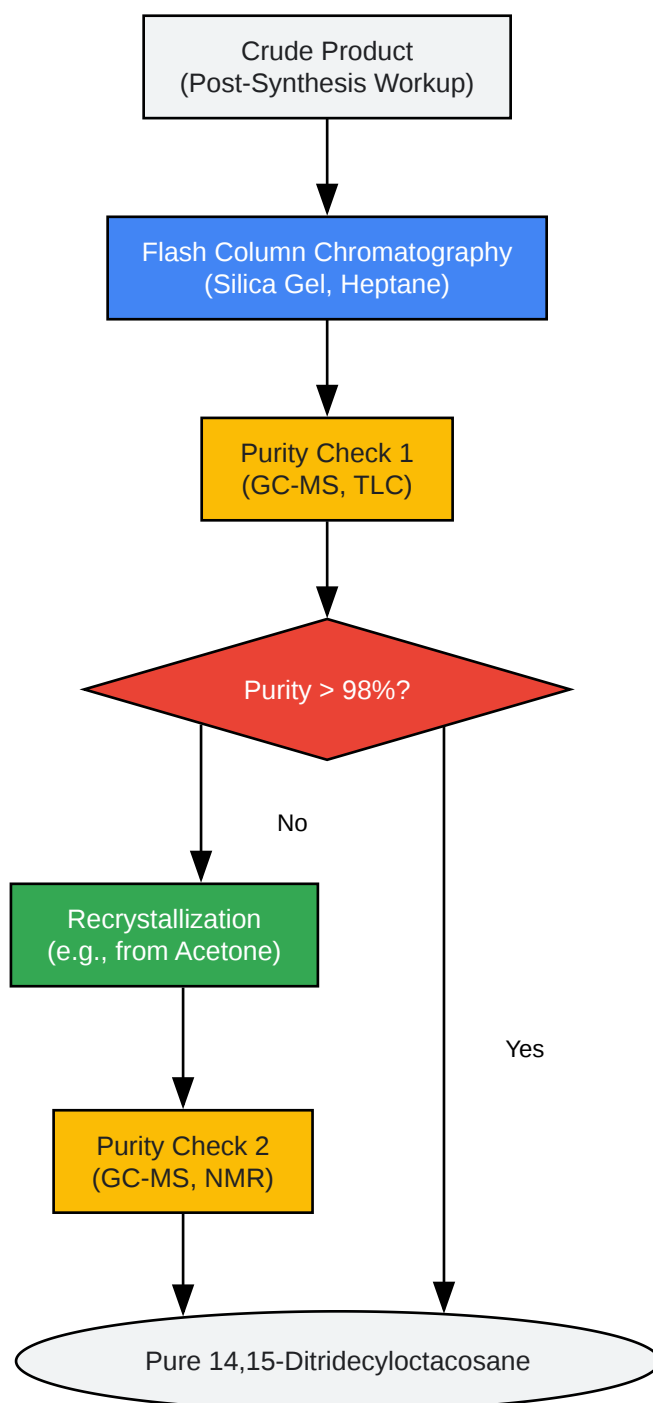 Crude Product
(Post-Synthesis Workup)
Flash Column Chromatography
(Silica Gel, Heptane)
Purity Check 1
(GC-MS, TLC)
Purity > 98%?
No
Recrystallization
(e.g., from Acetone)
Yes
Purity Check 2
(GC-MS, NMR)
Pure 14,15-Ditridecyloctacosane